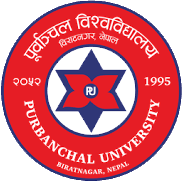 पूर्वाञ्चल विश्वविद्यालय
विराटनगर, नेपाल
२०५२
1995
PU
PURBANCHAL UNIVERSITY
BIRATNAGAR, NEPAL